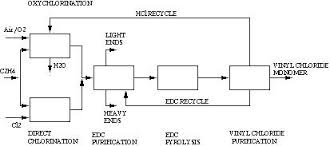 OXYCHLORINATION
HCl RECYCLE
Air/O2
LIGHT
ENDS
H2O
C2H4
VINYL CHLORIDE
MONOMER
EDC RECYCLE
HEAVY
ENDS
Cl2
DIRECT
CHLORINATION
EDC
PURIFICATION
EDC
PYROLYSIS
VINYL CHLORIDE
PURIFICATION